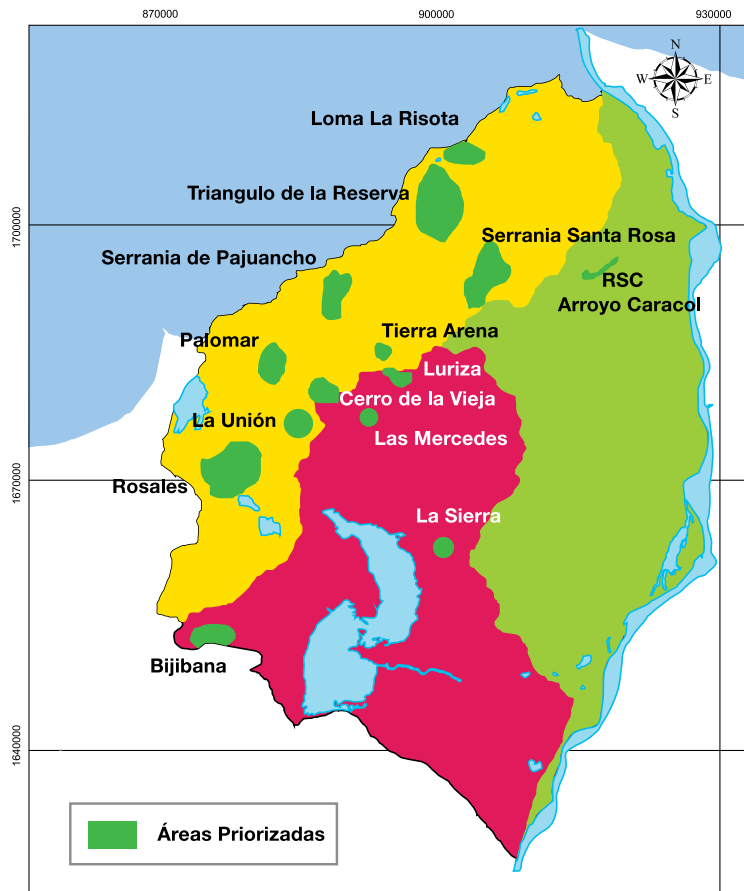 870000
900000
930000
N
W
E
S
Loma La Risota
Triangulo de la Reserva
1700000
Serrania Santa Rosa
Serrania de Pajuancho
RSC
Arroyo Caracol
Tierra Arena
Palomar
Luriza
Cerro de la Vieja
La Unión
Las Mercedes
Rosales
1670000
La Sierra
Bijibana
1640000
Áreas Priorizadas